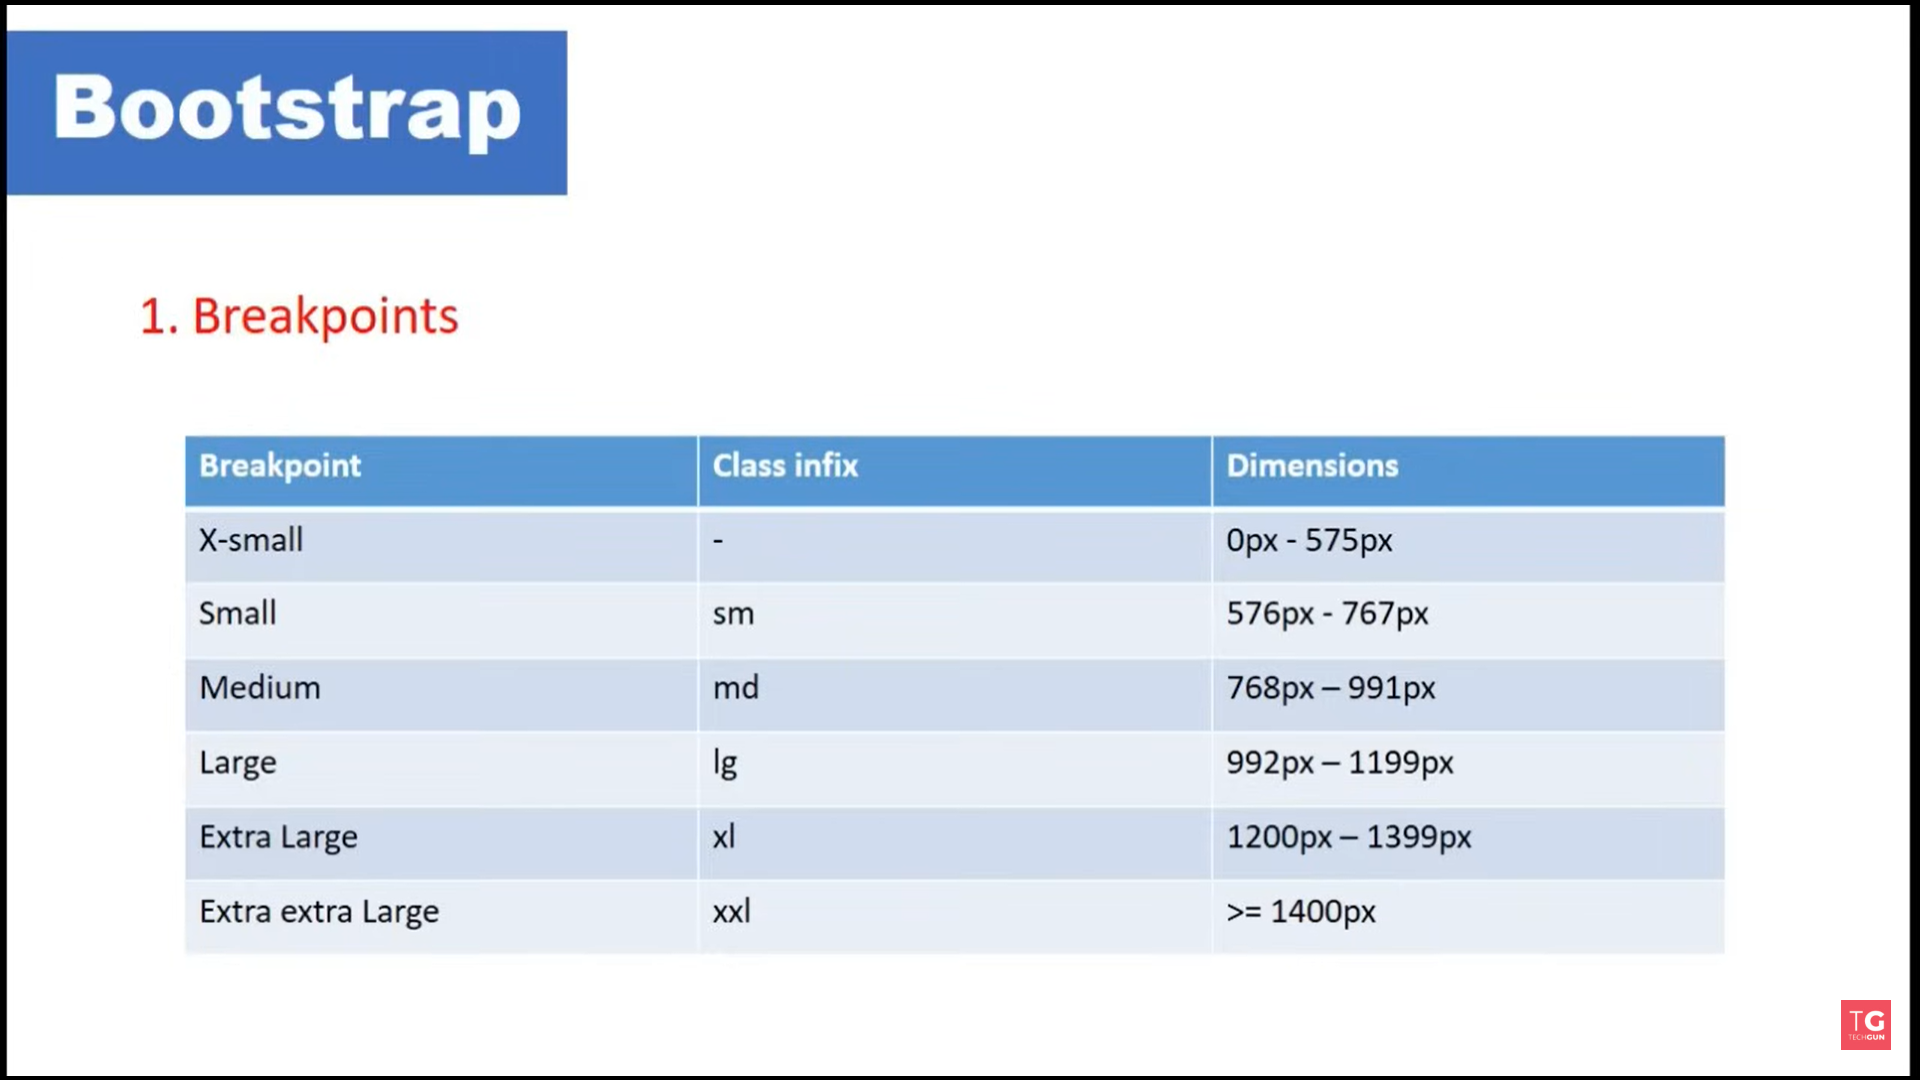 Bootstrap
1. Breakpoints
Breakpoint Class infix Dimensions
X-small - 0px - 575px
Small sm 576px - 767px
Medium md 768px – 991px
Large lg 992px – 1199px
Extra Large xl 1200px – 1399px
Extra extra Large xxl >= 1400px
TG
TECHGUN